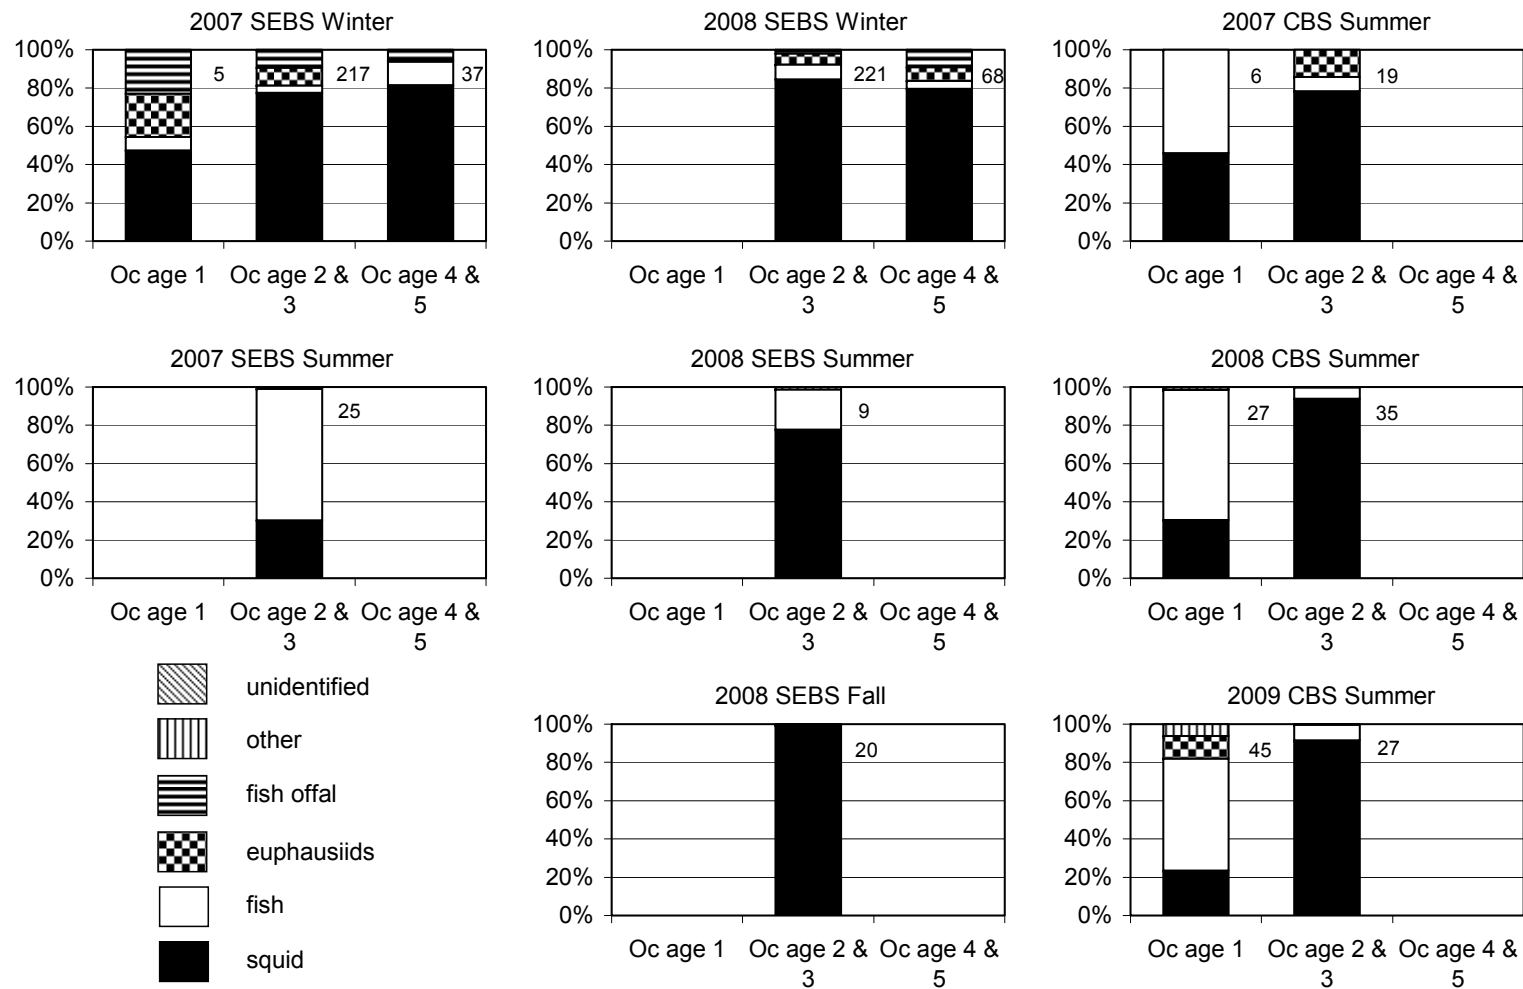 2007 SEBS Winter
100%
80%
60%
40%
20%
0%
5
217
37
Oc age 1
Oc age 2 &
3
Oc age 4 &
5
2008 SEBS Winter
100%
80%
60%
40%
20%
0%
221
68
Oc age 1
Oc age 2 &
3
Oc age 4 &
5
2007 CBS Summer
100%
80%
60%
40%
20%
0%
6
19
Oc age 1
Oc age 2 &
3
Oc age 4 &
5
2007 SEBS Summer
100%
80%
60%
40%
20%
0%
25
Oc age 1
Oc age 2 &
3
Oc age 4 &
5
2008 SEBS Summer
100%
80%
60%
40%
20%
0%
9
Oc age 1
Oc age 2 &
3
Oc age 4 &
5
2008 CBS Summer
100%
80%
60%
40%
20%
0%
27
35
Oc age 1
Oc age 2 &
3
Oc age 4 &
5
unidentified
other
fish offal
euphausiids
fish
squid
2008 SEBS Fall
100%
80%
60%
40%
20%
0%
20
Oc age 1
Oc age 2 &
3
Oc age 4 &
5
2009 CBS Summer
100%
80%
60%
40%
20%
0%
45
27
Oc age 1
Oc age 2 &
3
Oc age 4 &
5